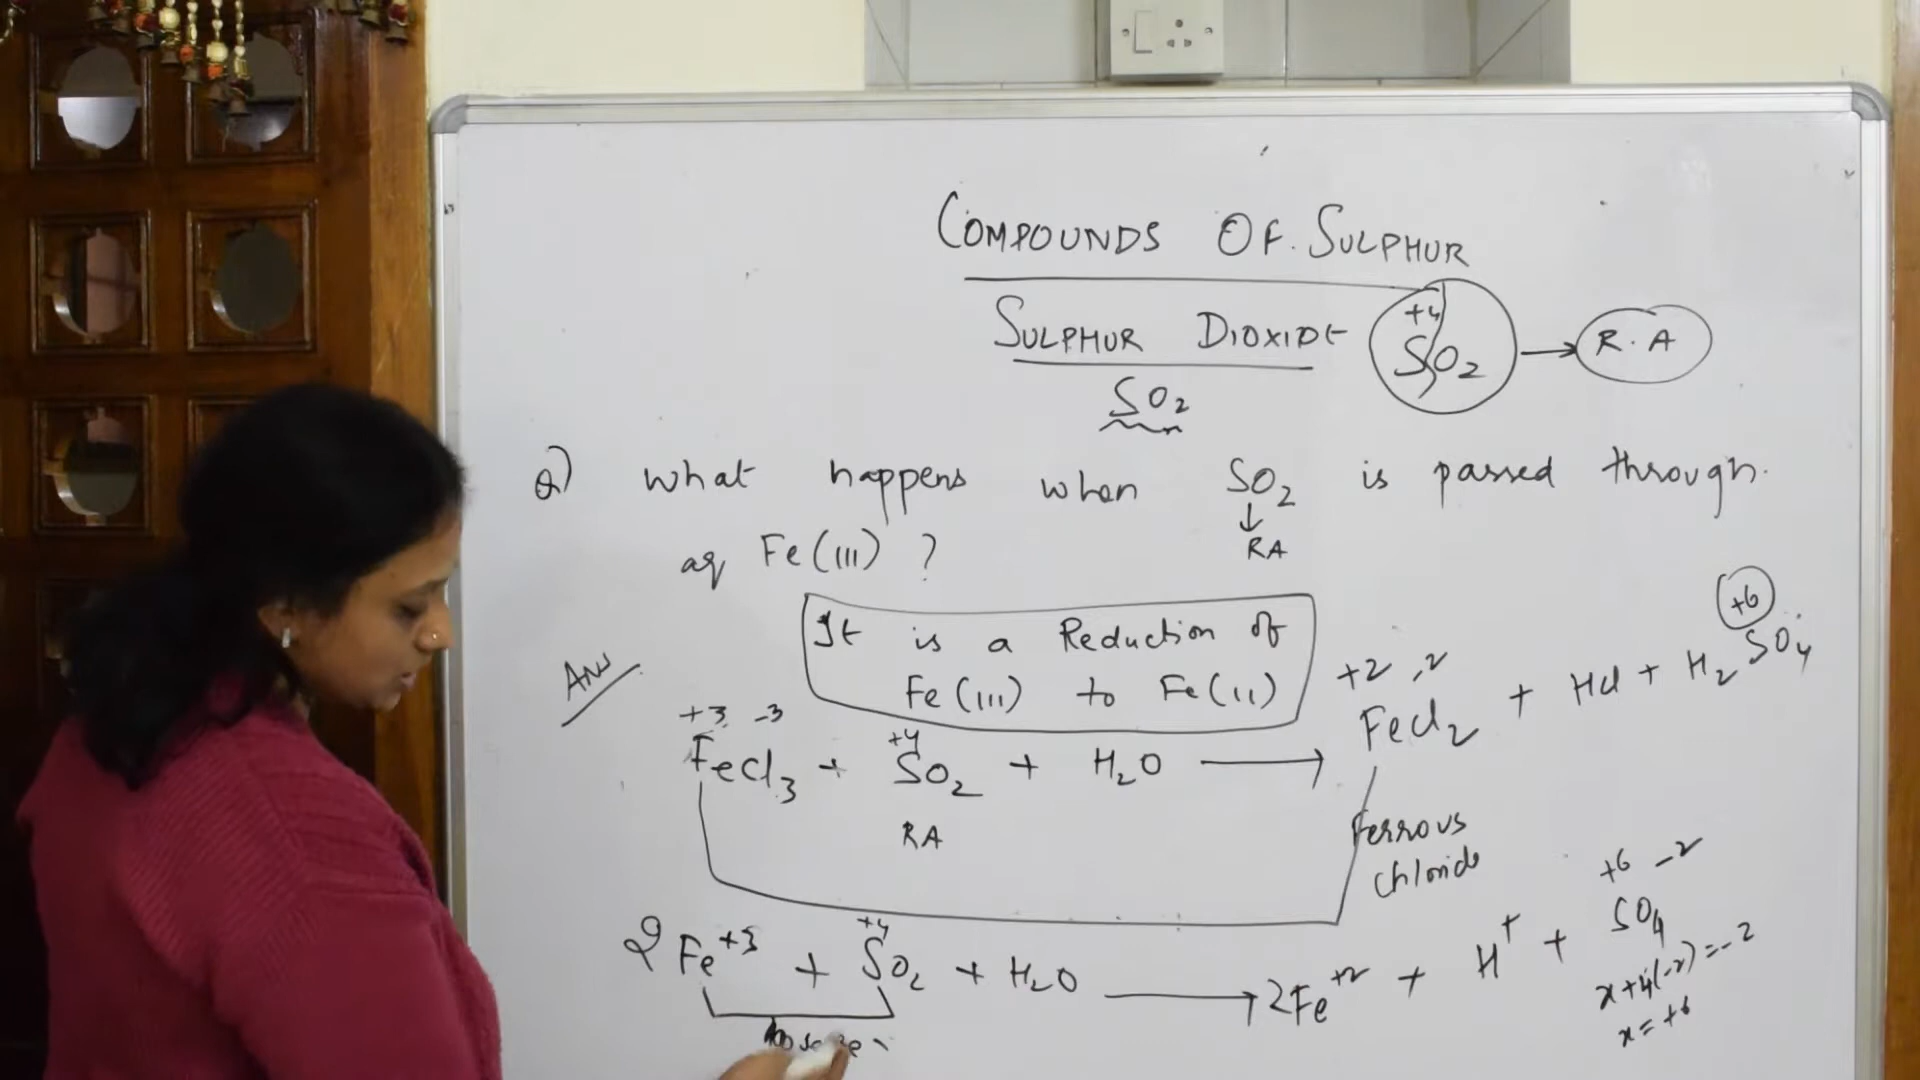 COMPOUNDS OF SULPHUR
SULPHUR DIOXIDE
+4
SO2 → R.A
SO2
Q) What happens when SO2 is passed through
↓
RA
aq Fe(III) ?
Ans
It is a Reduction of
Fe(III) to Fe(II)
+3 -3 +4 +2 -2 +6
FeCl3 + SO2 + H2O → FeCl2 + HCl + H2SO4
RA
Ferrous
chloride
+4 +6 -2
2Fe+3 + SO2 + H2O → 2Fe+2 + H+ + SO4
x+4(-2)=-2
x=+6